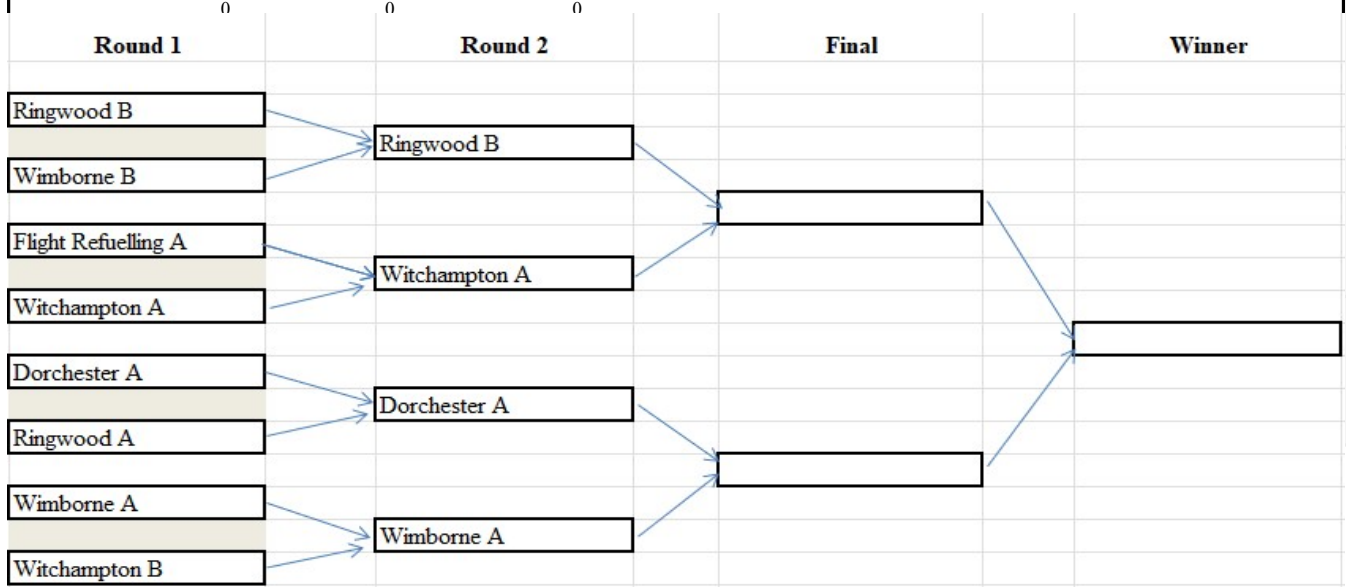 0 0 0
Round 1 Round 2 Final Winner
Ringwood B
Ringwood B
Wimborne B
Flight Refuelling A
Witchampton A
Witchampton A
Dorchester A
Dorchester A
Ringwood A
Wimborne A
Wimborne A
Witchampton B